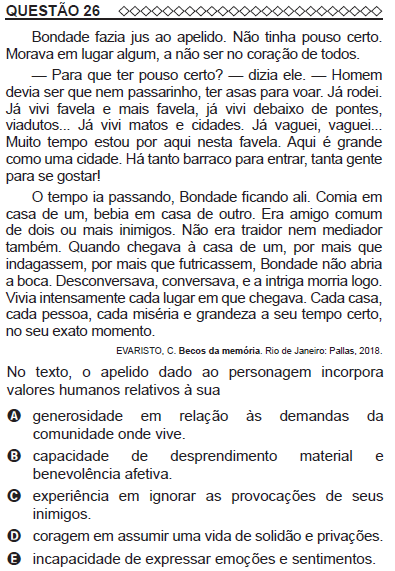 QUESTÃO 26
Bondade fazia jus ao apelido. Não tinha pouso certo.
Morava em lugar algum, a não ser no coração de todos.
— Para que ter pouso certo? — dizia ele. — Homem
devia ser que nem passarinho, ter asas para voar. Já rodei.
Já vivi favela e mais favela, já vivi debaixo de pontes,
viadutos... Já vivi matos e cidades. Já vaguei, vaguei...
Muito tempo estou por aqui nesta favela. Aqui é grande
como uma cidade. Há tanto barraco para entrar, tanta gente
para se gostar!
O tempo ia passando, Bondade ficando ali. Comia em
casa de um, bebia em casa de outro. Era amigo comum
de dois ou mais inimigos. Não era traidor nem mediador
também. Quando chegava à casa de um, por mais que
indagassem, por mais que futricassem, Bondade não abria
a boca. Desconversava, conversava, e a intriga morria logo.
Vivia intensamente cada lugar em que chegava. Cada casa,
cada pessoa, cada miséria e grandeza a seu tempo certo,
no seu exato momento.
EVARISTO, C. Becos da memória. Rio de Janeiro: Pallas, 2018.
No texto, o apelido dado ao personagem incorpora
valores humanos relativos à sua
A generosidade em relação às demandas da
comunidade onde vive.
B capacidade de desprendimento material e
benevolência afetiva.
C experiência em ignorar as provocações de seus
inimigos.
D coragem em assumir uma vida de solidão e privações.
E incapacidade de expressar emoções e sentimentos.